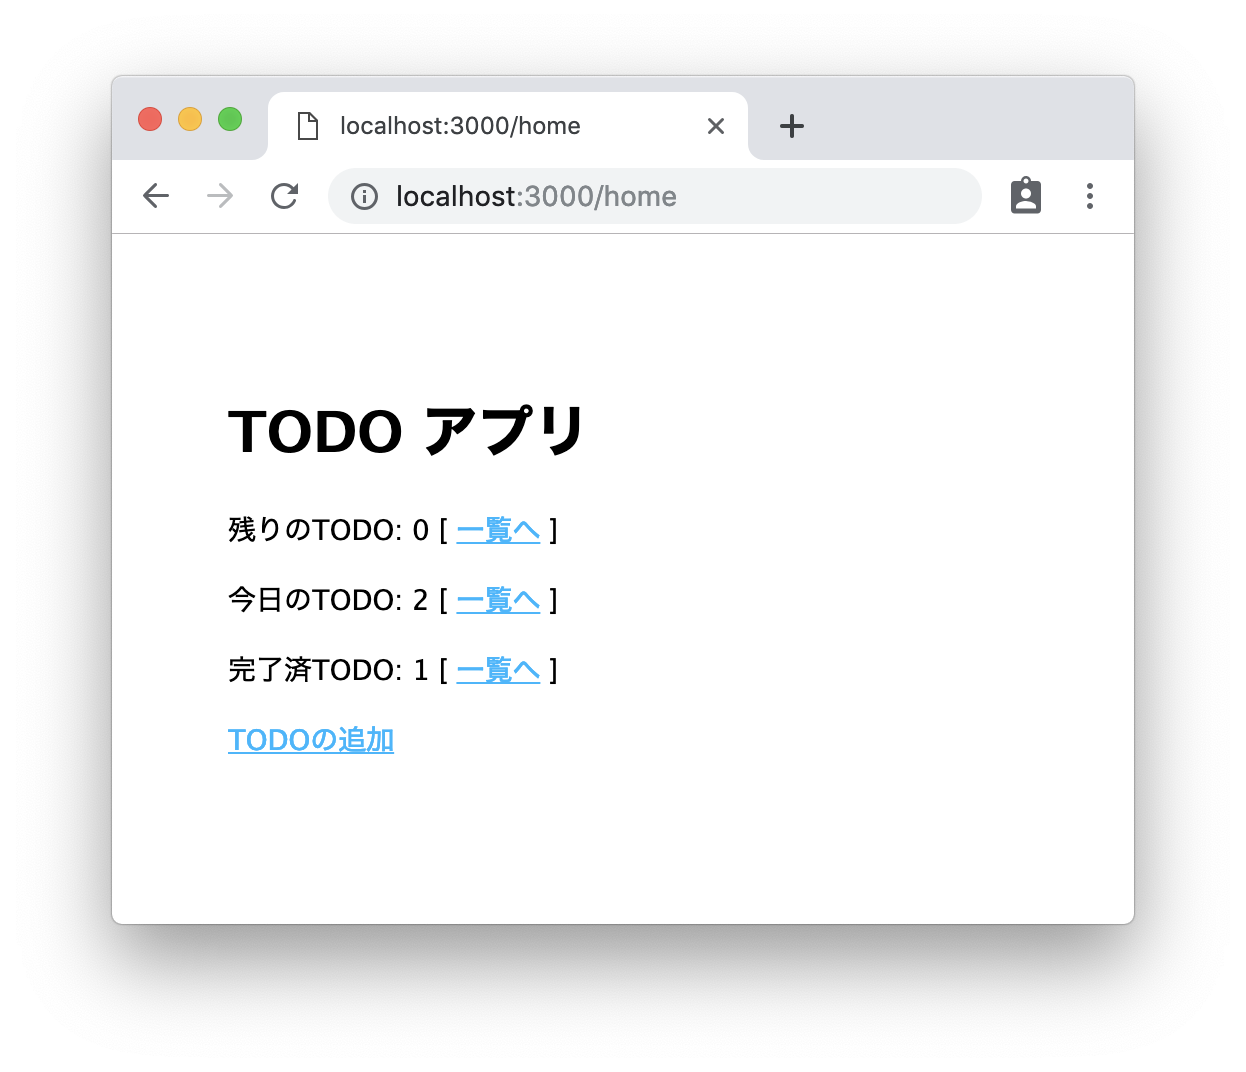 localhost:3000/home
localhost:3000/home
TODO アプリ
残りのTODO: 0 [ 一覧へ ]
今日のTODO: 2 [ 一覧へ ]
完了済TODO: 1 [ 一覧へ ]
TODOの追加